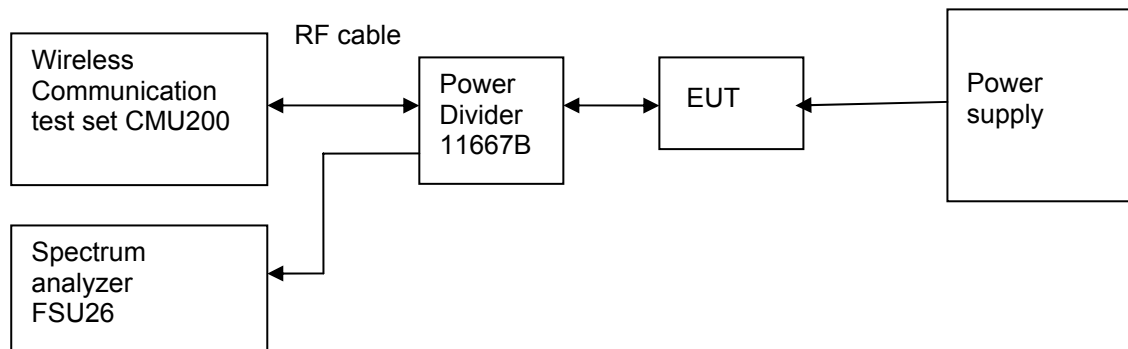 RF cable
Wireless
Communication
test set CMU200
Power
Divider
11667B
EUT
Power
supply
Spectrum
analyzer
FSU26